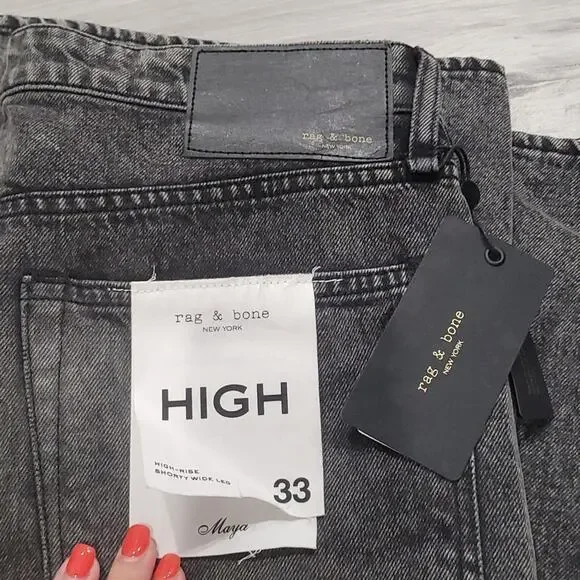 rag & bone
NEW YORK
rag & bone
NEW YORK
HIGH
HIGH-RISE
SHORTY WIDE LEG
33
Maya
rag & bone
NEW YORK